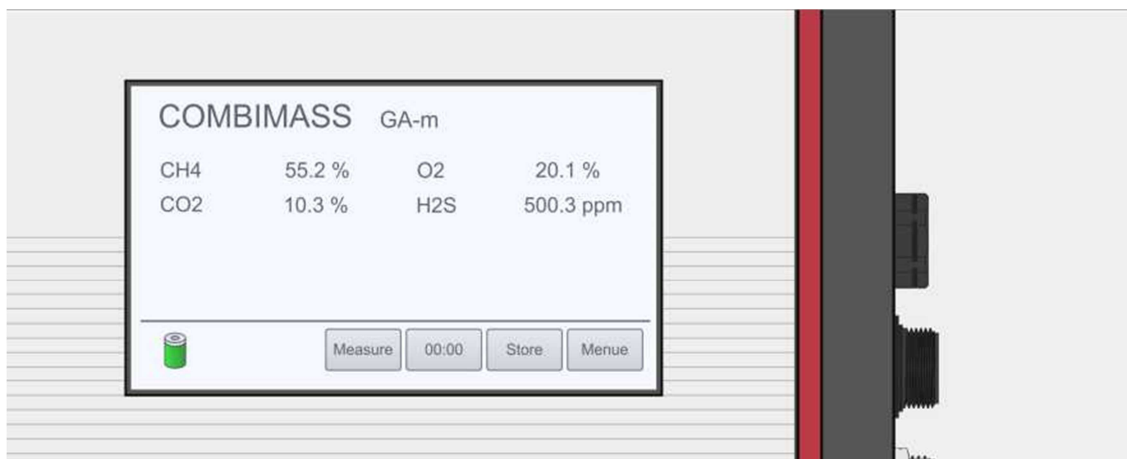 COMBIMASS GA-m
CH4 55.2 % O2 20.1 %
CO2 10.3 % H2S 500.3 ppm
Measure 00:00 Store Menue